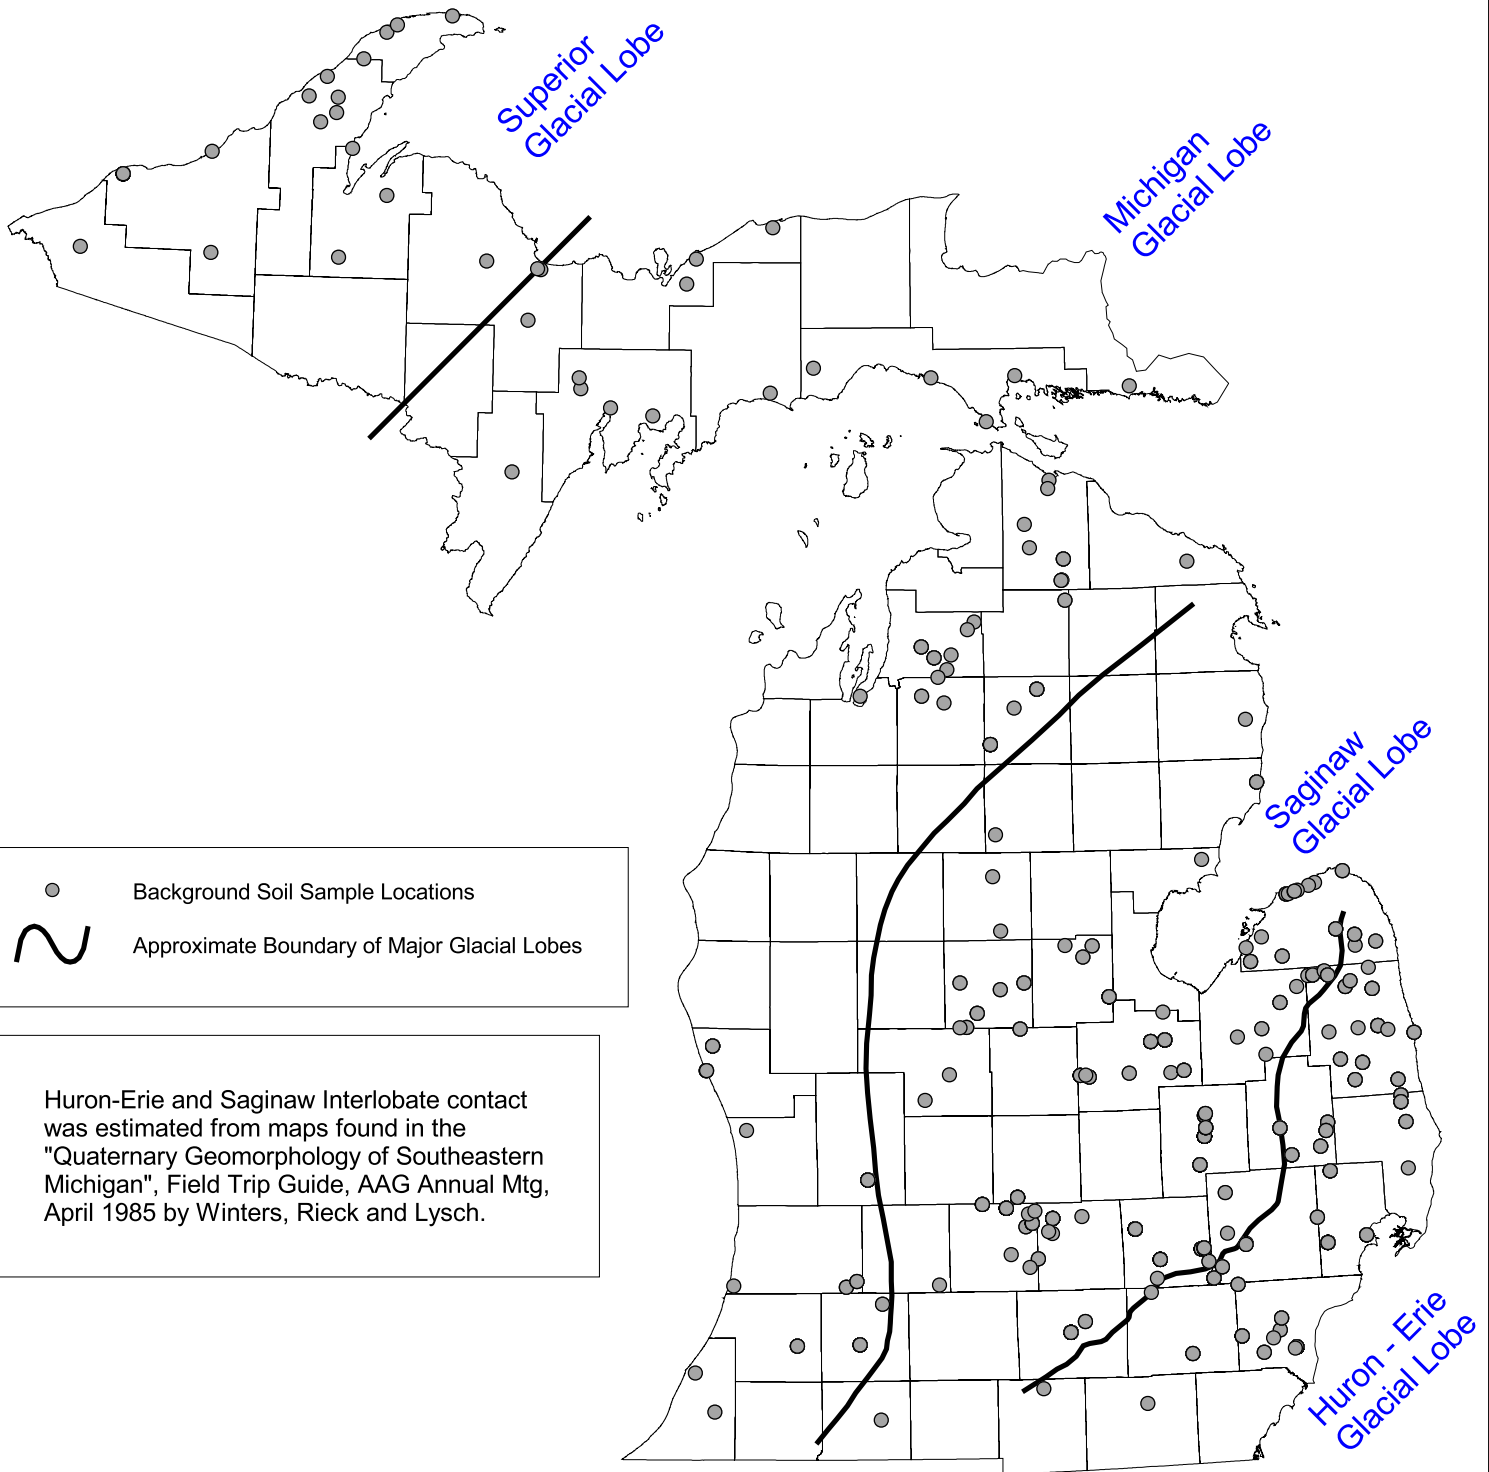 Superior
Glacial Lobe
Michigan
Glacial Lobe
Saginaw
Glacial Lobe
Background Soil Sample Locations
Approximate Boundary of Major Glacial Lobes
Huron-Erie and Saginaw Interlobate contact
was estimated from maps found in the
"Quaternary Geomorphology of Southeastern
Michigan", Field Trip Guide, AAG Annual Mtg,
April 1985 by Winters, Rieck and Lysch.
Huron - Erie
Glacial Lobe